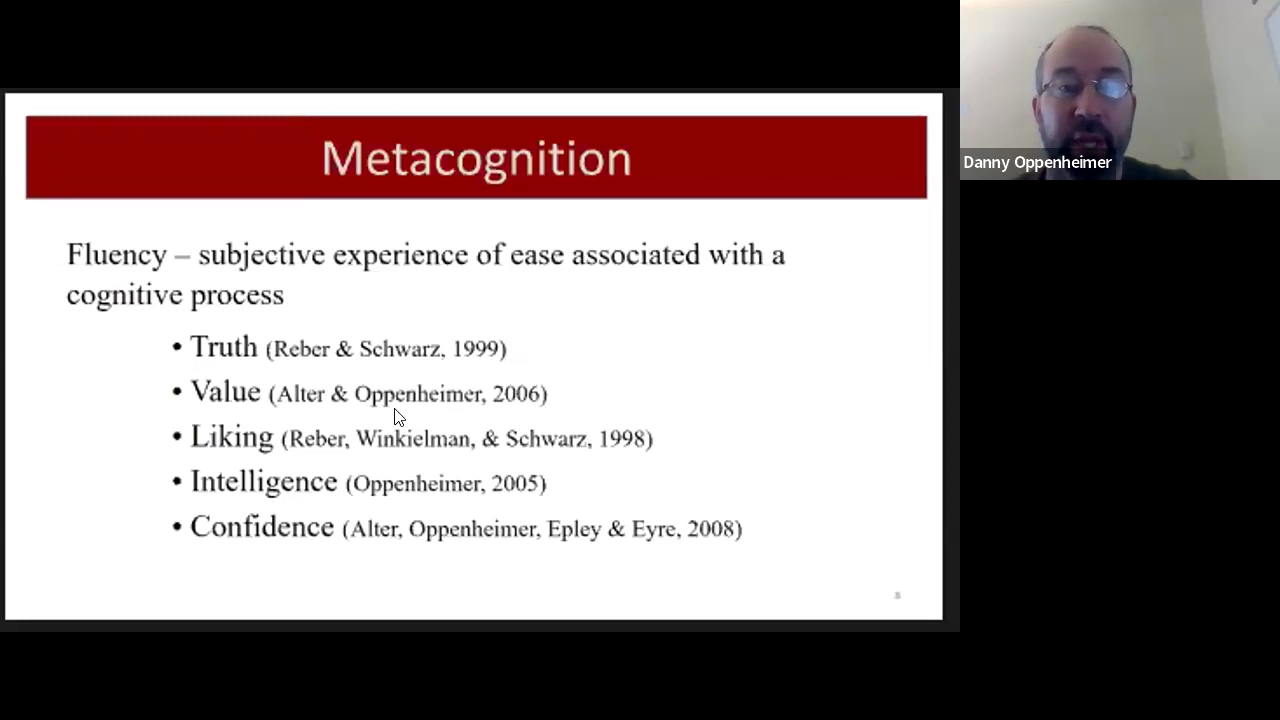 Metacognition
Fluency – subjective experience of ease associated with a
cognitive process
• Truth (Reber & Schwarz, 1999)
• Value (Alter & Oppenheimer, 2006)
• Liking (Reber, Winkielman, & Schwarz, 1998)
• Intelligence (Oppenheimer, 2005)
• Confidence (Alter, Oppenheimer, Epley & Eyre, 2008)
Danny Oppenheimer